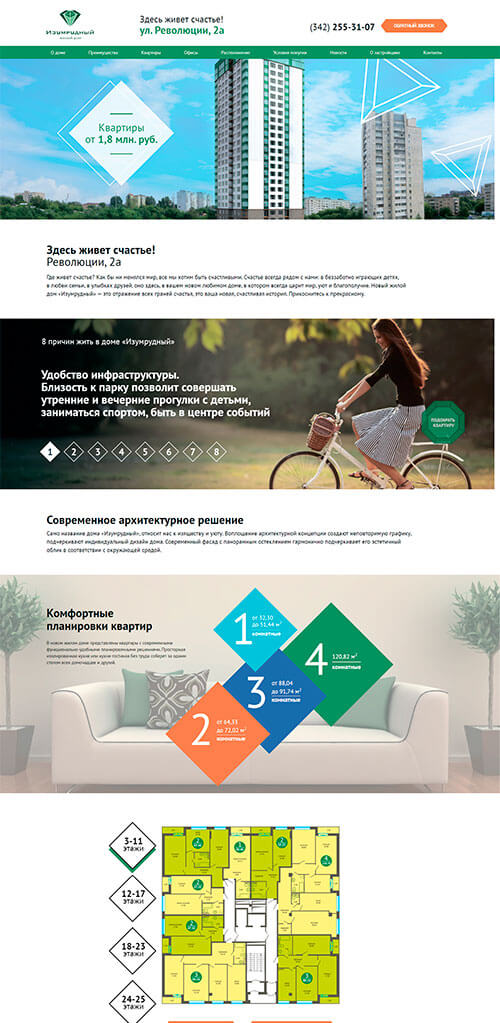 Здесь живет счастье!
ул. Революции, 2а
(342) 255-31-07
ОБРАТНЫЙ ЗВОНОК
Изумрудный
жилой дом
О доме Преимущества Квартиры Офисы Расположение Условия покупки Новости О застройщике Контакты
Квартиры
от 1,8 млн. руб.
Здесь живет счастье!
Революции, 2а
Где живет счастье? Как бы ни менялся мир, все мы хотим быть счастливыми. Счастье всегда рядом с нами: в беззаботно играющих детях,
в любви семьи, в улыбках друзей, оно здесь, в вашем новом любимом доме, в котором всегда царит мир, уют и благополучие. Новый жилой
дом «Изумрудный» — это отражение всех граней счастья, это ваша новая, счастливая история. Прикоснитесь к прекрасному.
8 причин жить в доме «Изумрудный»
Удобство инфраструктуры.
Близость к парку позволит совершать
утренние и вечерние прогулки с детьми,
заниматься спортом, быть в центре событий
ПОДОБРАТЬ
КВАРТИРУ
1 2 3 4 5 6 7 8
Современное архитектурное решение
Само название дома «Изумрудный», относит нас к изяществу и уюту. Воплощение архитектурной концепции создают неповторимую графику,
подчеркивают индивидуальный дизайн дома. Современный фасад с панорамным остеклением гармонично подчеркивает его эстетичный
облик в соответствии с окружающей средой.
Комфортные
планировки квартир
В новом жилом доме представлены квартиры с современными
функционально удобными планировочными решениями. Просторная
изолированная кухня или кухня гостиная без труда соберет за одним
столом всех домочадцев и друзей.
1 от 32,30
до 51,44 м²
комнатные
4 120,82 м²
комнатные
3 от 88,04
до 91,74 м²
комнатные
2 от 64,33
до 72,02 м²
комнатные
3-11
этажи
12-17
этажи
18-23
этажи
24-25
этажи